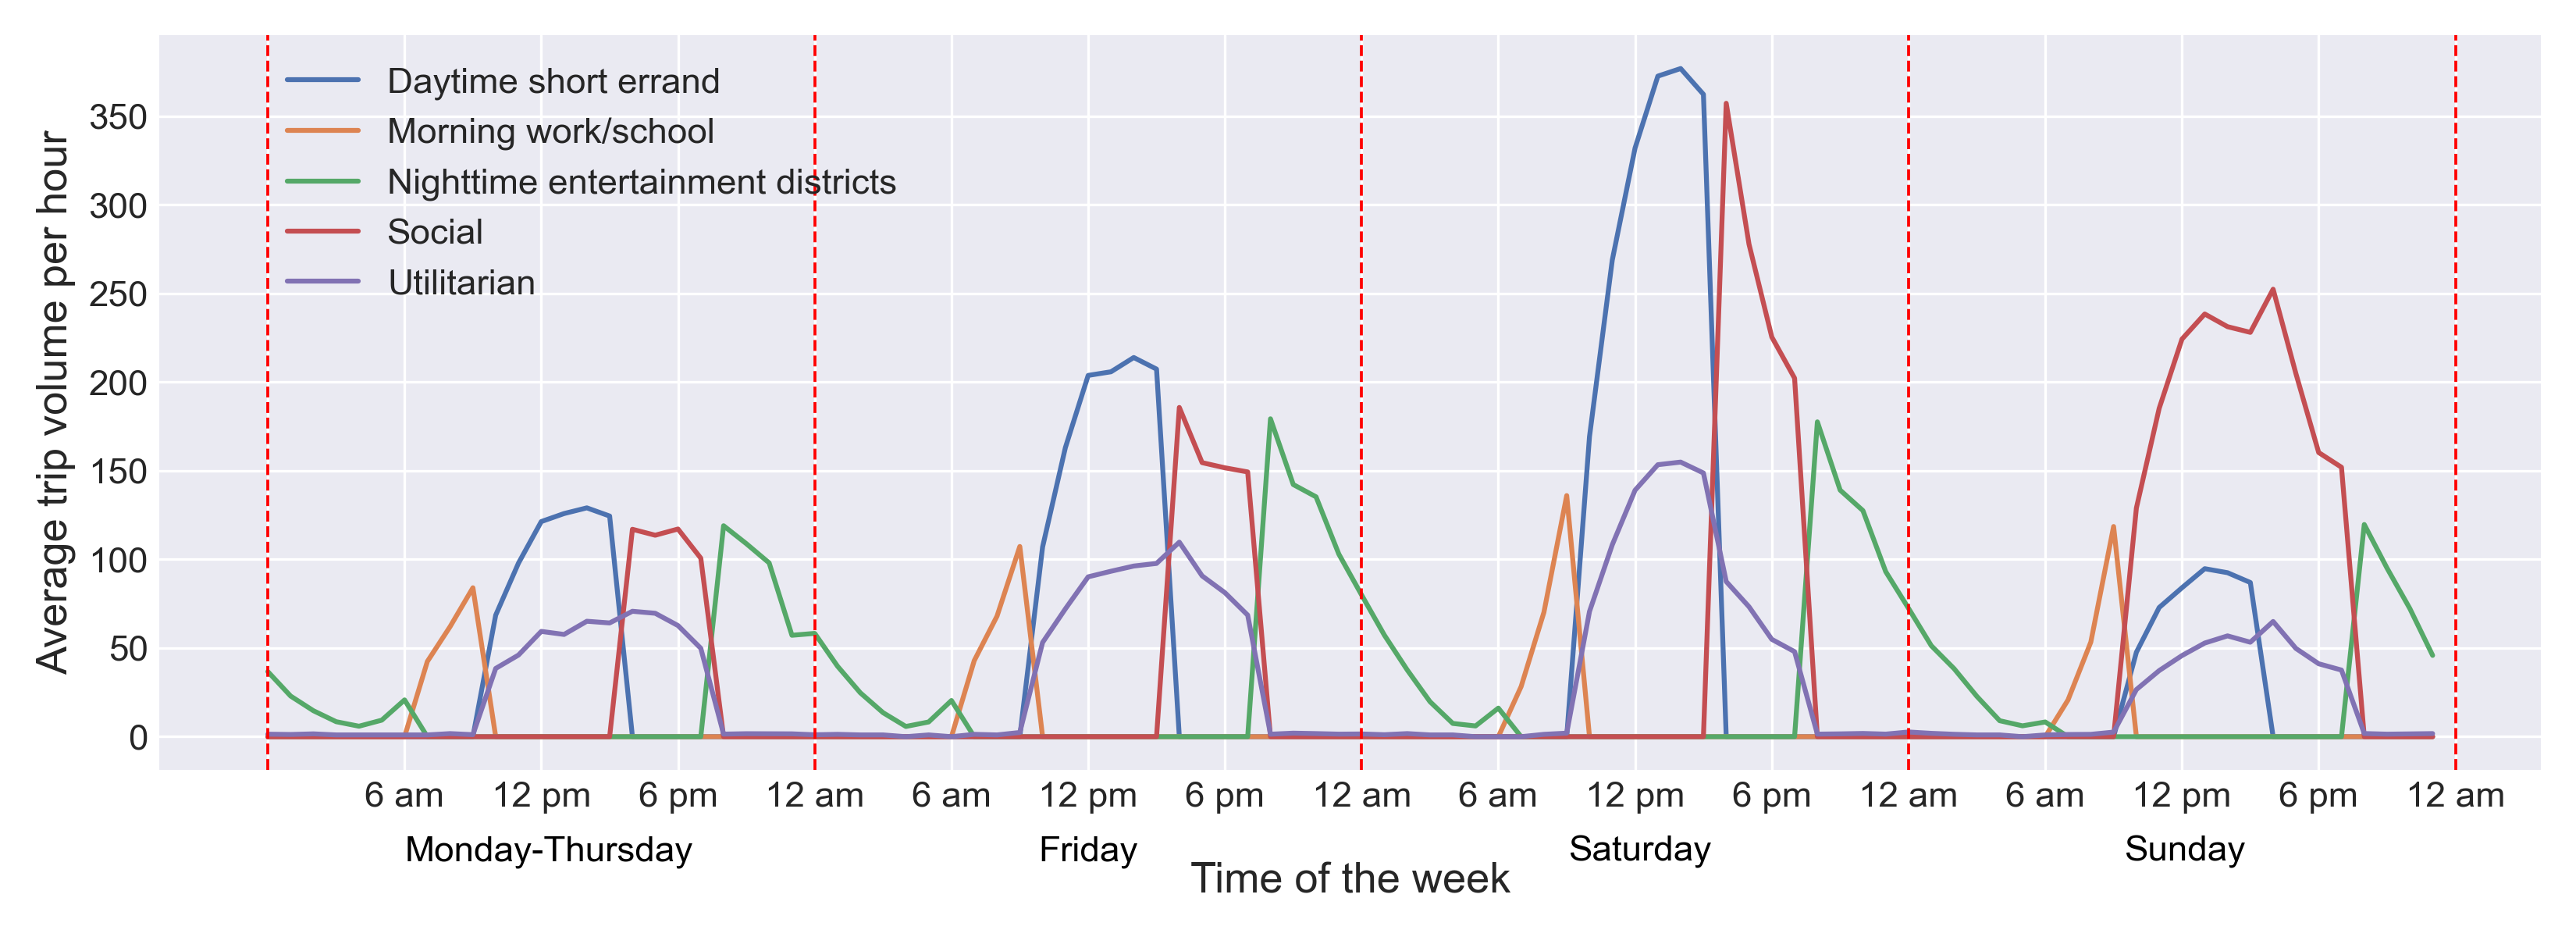 Daytime short errand
Morning work/school
Nighttime entertainment districts
Social
Utilitarian
Average trip volume per hour
350
300
250
200
150
100
50
0
6 am 12 pm 6 pm 12 am 6 am 12 pm 6 pm 12 am 6 am 12 pm 6 pm 12 am 6 am 12 pm 6 pm 12 am
Monday-Thursday Friday Saturday Sunday
Time of the week